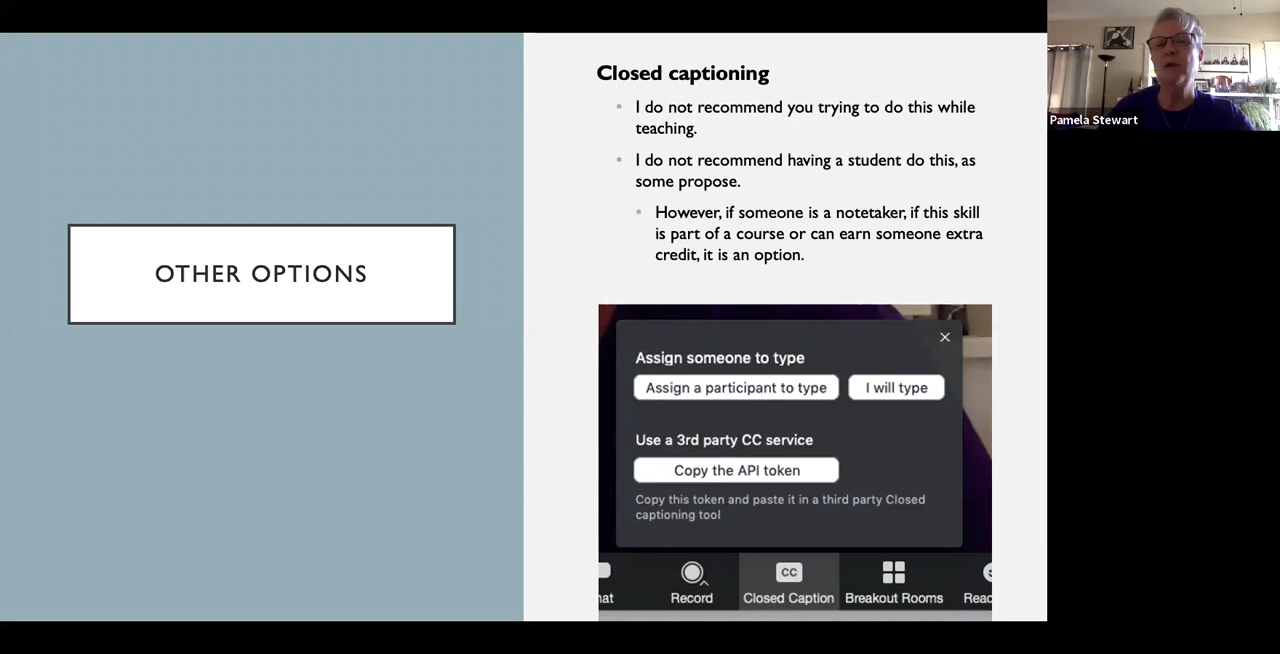 OTHER OPTIONS
Closed captioning
• I do not recommend you trying to do this while
teaching.
• I do not recommend having a student do this, as
some propose.
• However, if someone is a notetaker, if this skill
is part of a course or can earn someone extra
credit, it is an option.
Assign someone to type
Assign a participant to type
I will type
Use a 3rd party CC service
Copy the API token
Copy this token and paste it in a third party Closed
captioning tool
CC
hat
Record
Closed Caption
Breakout Rooms
Reac
Pamela Stewart